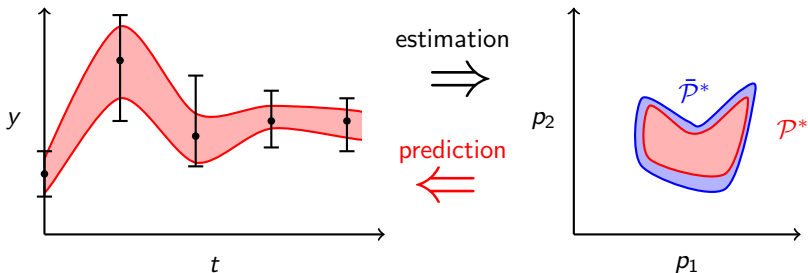 y
t
estimation
⇒
prediction
⇐
p₂
p₁
𝒫̄*
𝒫*